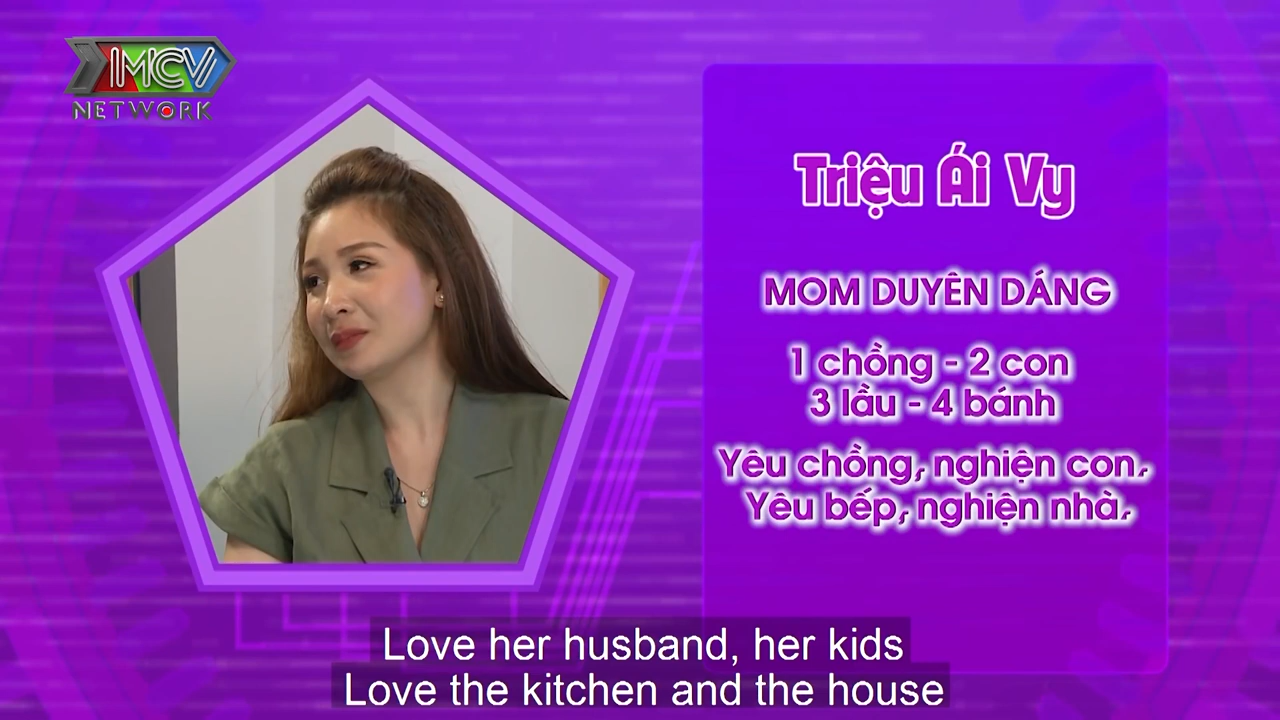 MCV
NETWORK
Triệu Ái Vy
MOM DUYÊN DÁNG
1 chồng - 2 con
3 lầu - 4 bánh
Yêu chồng, nghiện con,
Yêu bếp, nghiện nhà,
Love her husband, her kids
Love the kitchen and the house